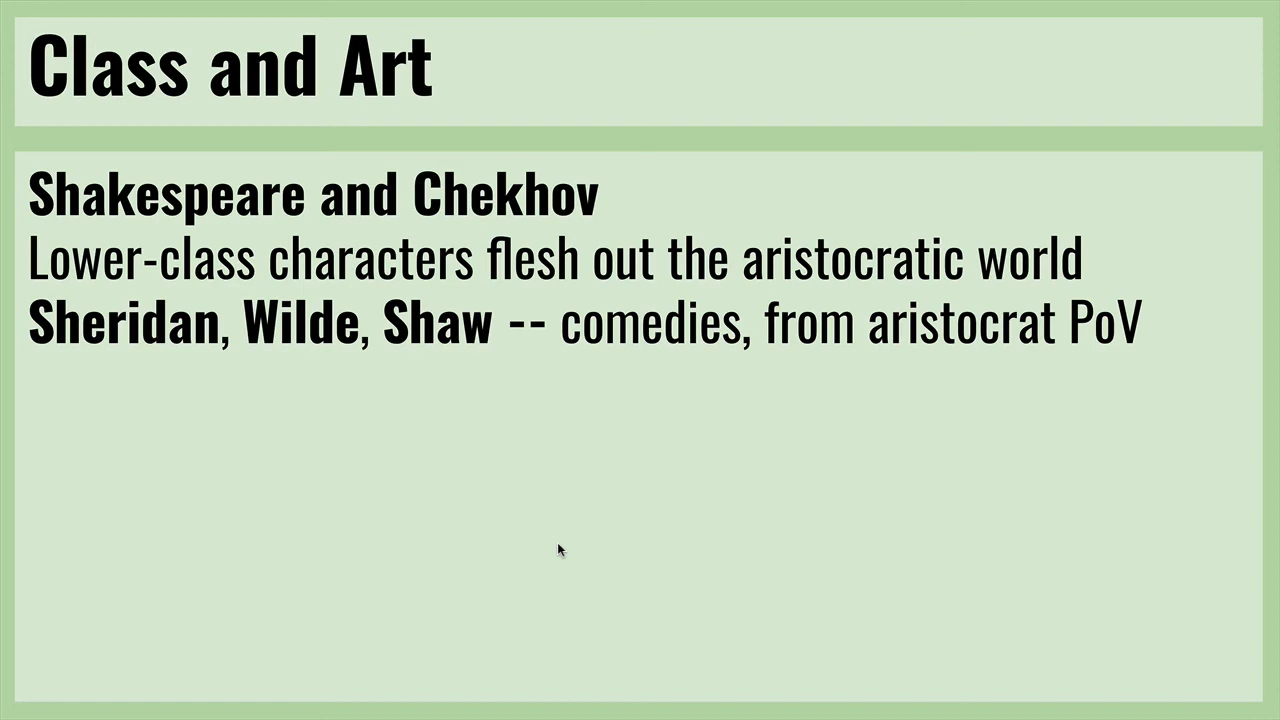 Class and Art
Shakespeare and Chekhov
Lower-class characters flesh out the aristocratic world
Sheridan, Wilde, Shaw -- comedies, from aristocrat PoV